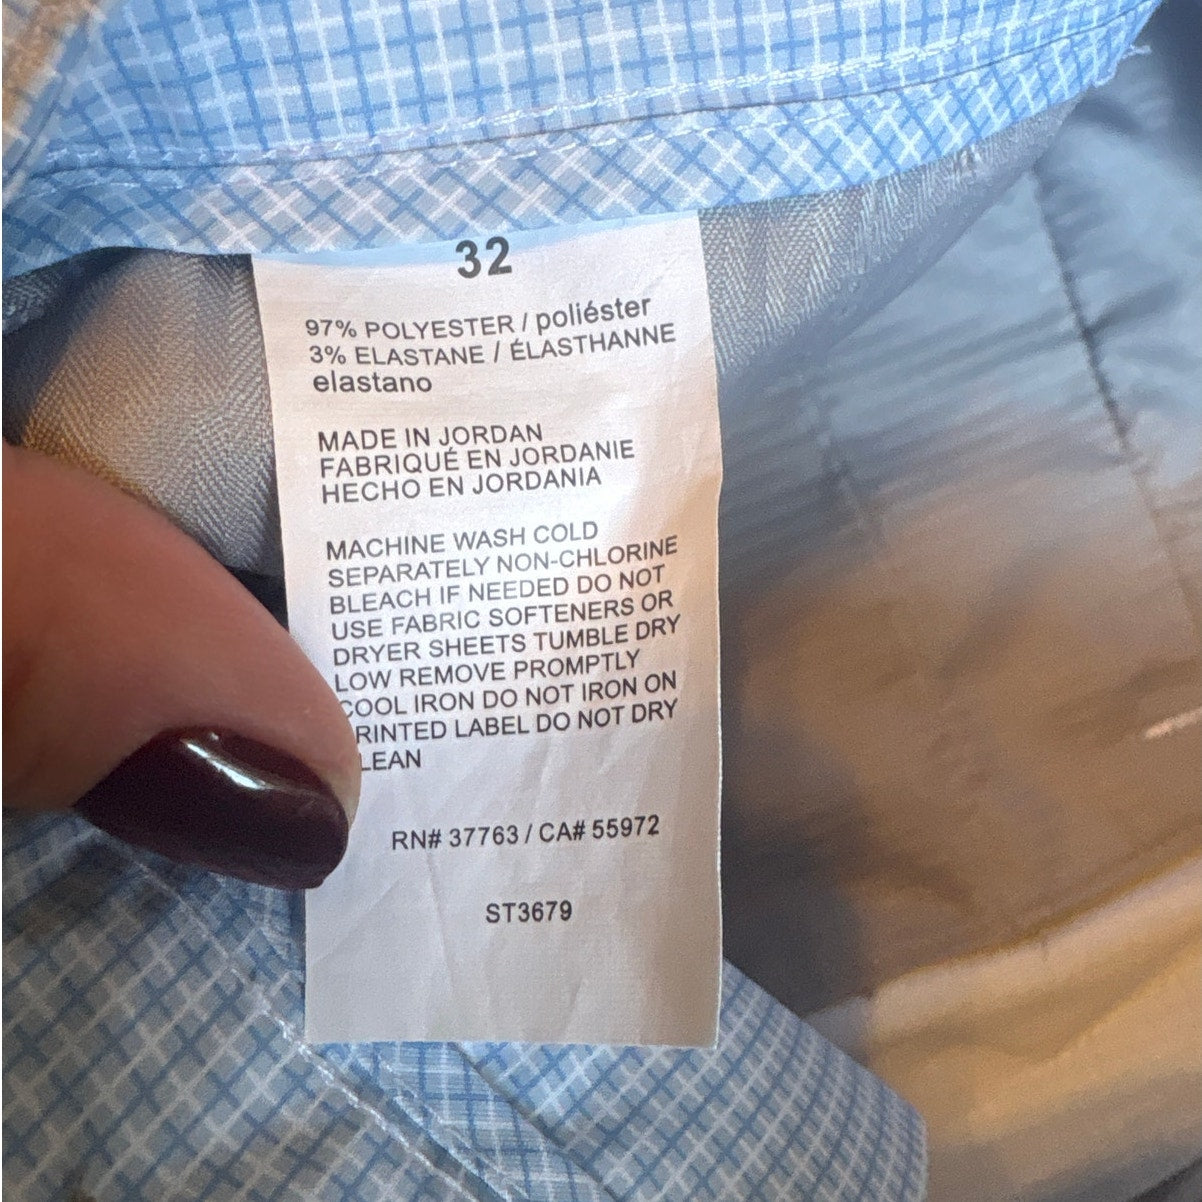 32
97% POLYESTER / poliéster
3% ELASTANE / ÉLASTHANNE
elastano
MADE IN JORDAN
FABRIQUÉ EN JORDANIE
HECHO EN JORDANIA
MACHINE WASH COLD
SEPARATELY NON-CHLORINE
BLEACH IF NEEDED DO NOT
USE FABRIC SOFTENERS OR
DRYER SHEETS TUMBLE DRY
LOW REMOVE PROMPTLY
COOL IRON DO NOT IRON ON
RINTED LABEL DO NOT DRY
LEAN
RN# 37763 / CA# 55972
ST3679